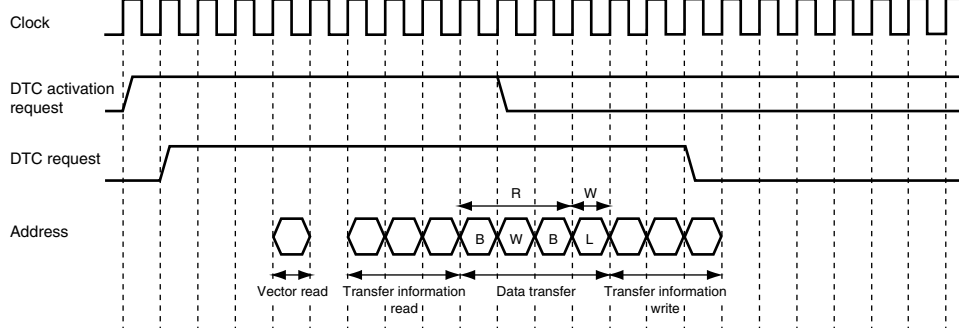 Clock
DTC activation
request
DTC request
R W
Address
B W B L
Vector read Transfer information Data transfer Transfer information
read write